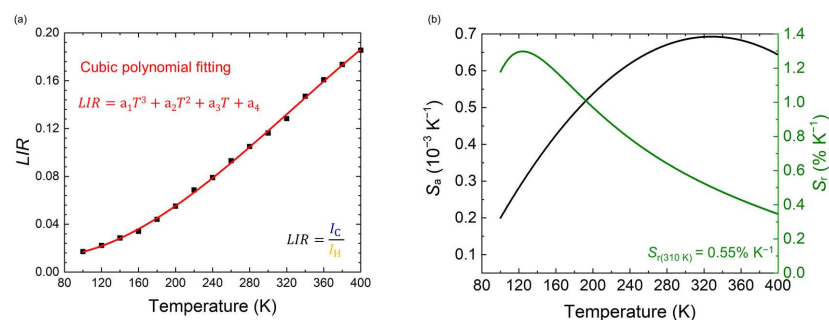 (a)
0.20
0.16
0.12
0.08
0.04
0.00
LIR
Cubic polynomial fitting
LIR = a₁T³ + a₂T² + a₃T + a₄
LIR = I_C / I_H
80 120 160 200 240 280 320 360 400
Temperature (K)
(b)
0.7
0.6
0.5
0.4
0.3
0.2
0.1
Sₐ (10⁻³ K⁻¹)
1.4
1.2
1.0
0.8
0.6
0.4
0.2
0.0
Sᵣ (% K⁻¹)
Sᵣ₍₃₁₀ K₎ = 0.55% K⁻¹
80 120 160 200 240 280 320 360 400
Temperature (K)